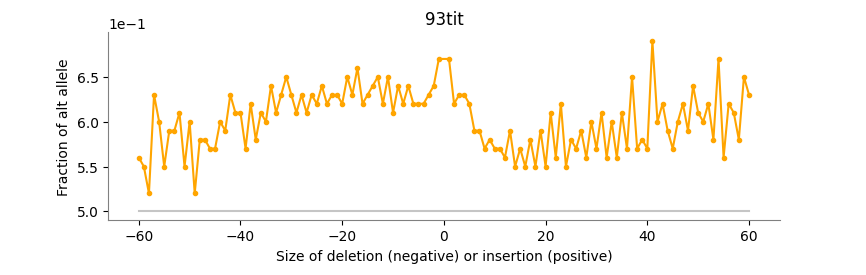 93tit
1e−1
Fraction of alt allele
6.5
6.0
5.5
5.0
−60 −40 −20 0 20 40 60
Size of deletion (negative) or insertion (positive)